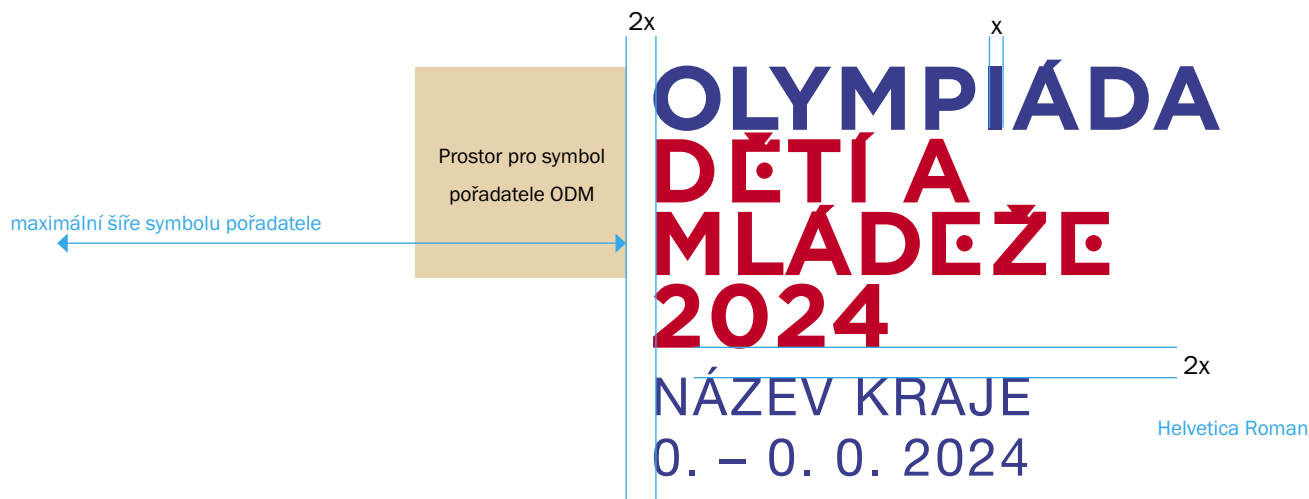 2x
x
OLYMPIÁDA
DĚTÍ A
MLÁDEŽE
2024
Prostor pro symbol
pořadatele ODM
maximální šíře symbolu pořadatele
2x
NÁZEV KRAJE
0. – 0. 0. 2024
Helvetica Roman